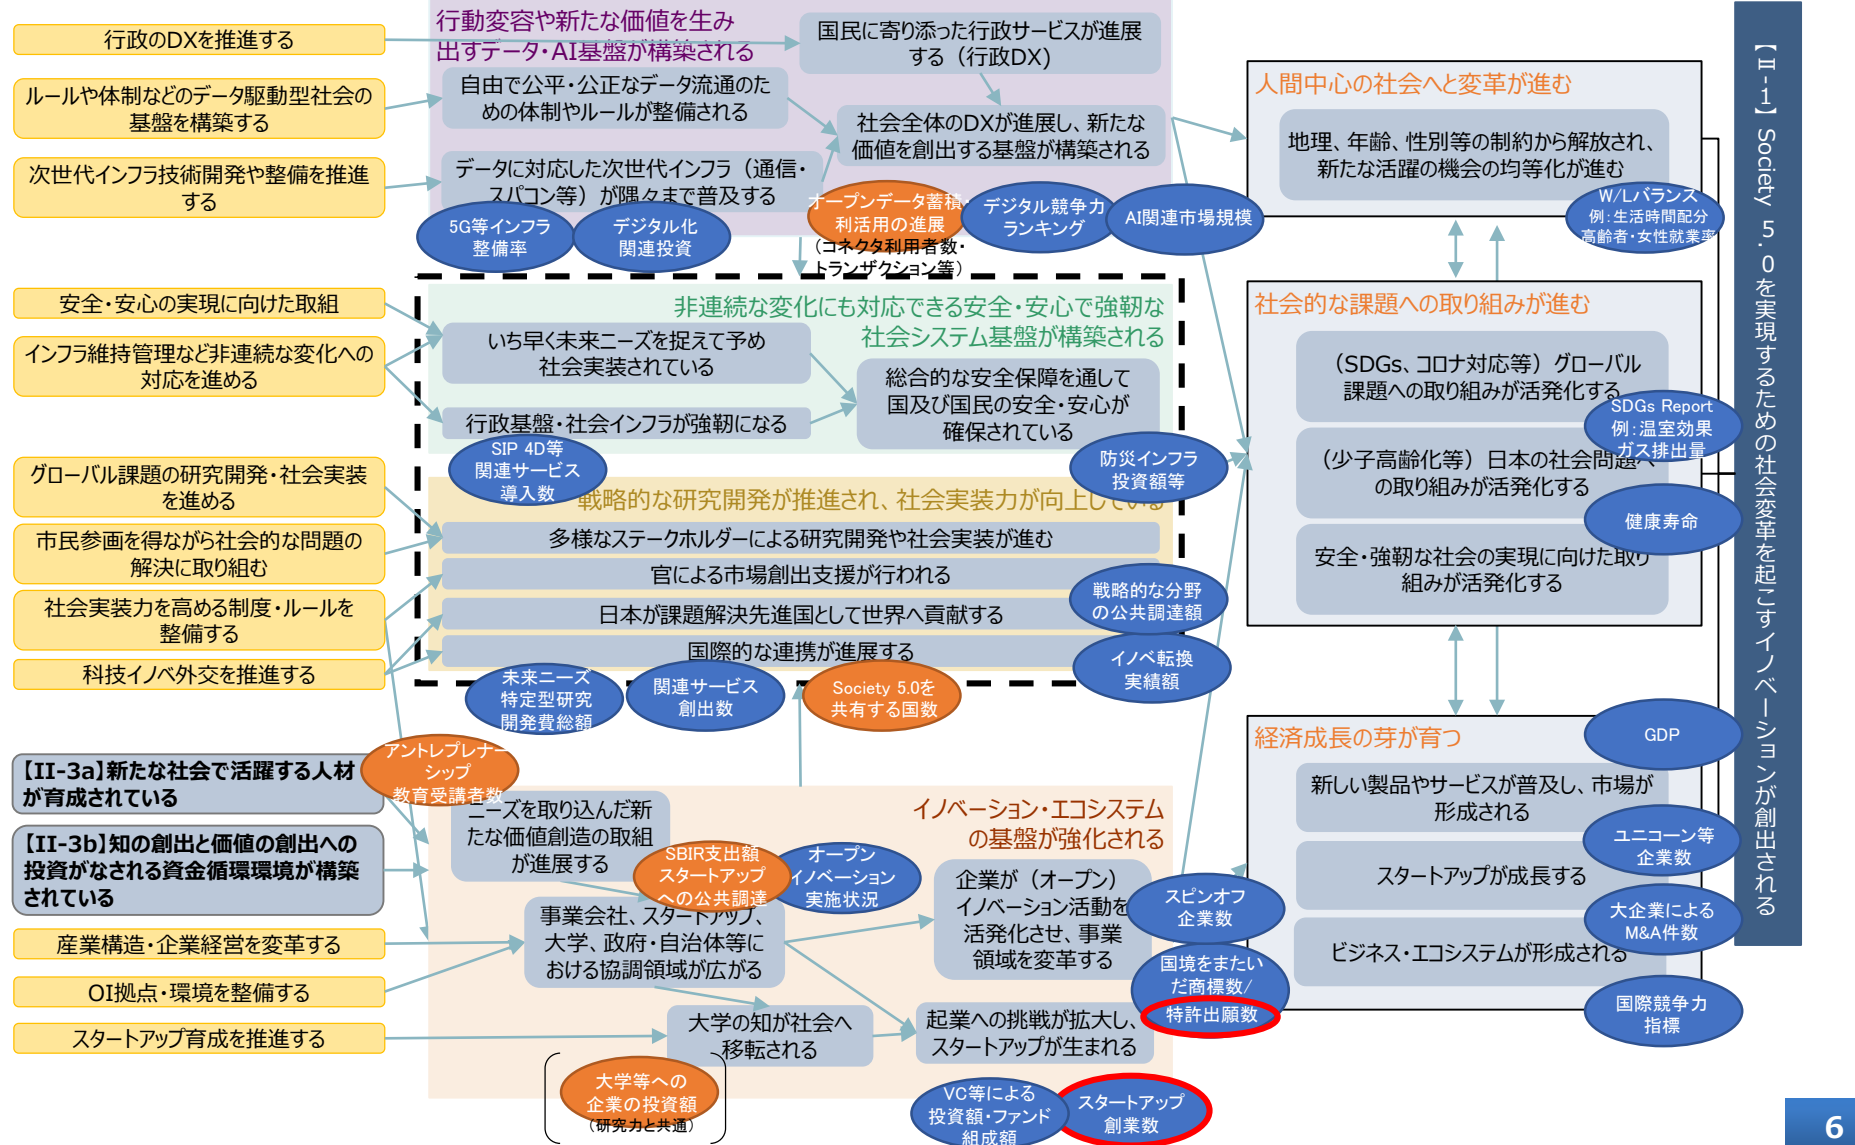 行政のDXを推進する
ルールや体制などのデータ駆動型社会の
基盤を構築する
次世代インフラ技術開発や整備を推進
する
安全・安心の実現に向けた取組
インフラ維持管理など非連続な変化への
対応を進める
グローバル課題の研究開発・社会実装
を進める
市民参画を得ながら社会的な問題の
解決に取り組む
社会実装力を高める制度・ルールを
整備する
科技イノベ外交を推進する
【II-3a】新たな社会で活躍する人材
が育成されている
【II-3b】知の創出と価値の創出への
投資がなされる資金循環環境が構築
されている
産業構造・企業経営を変革する
OI拠点・環境を整備する
スタートアップ育成を推進する
行動変容や新たな価値を生み
出すデータ・AI基盤が構築される
国民に寄り添った行政サービスが進展
する（行政DX)
自由で公平・公正なデータ流通のた
めの体制やルールが整備される
社会全体のDXが進展し、新たな
価値を創出する基盤が構築される
データに対応した次世代インフラ（通信・
スパコン等）が隅々まで普及する
5G等インフラ
整備率
デジタル化
関連投資
オープンデータ蓄積・
利活用の進展
（コネクタ利用者数・
トランザクション等）
デジタル競争力
ランキング
AI関連市場規模
非連続な変化にも対応できる安全・安心で強靭な
社会システム基盤が構築される
いち早く未来ニーズを捉えて予め
社会実装されている
総合的な安全保障を通して
国及び国民の安全・安心が
確保されている
行政基盤・社会インフラが強靭になる
SIP 4D等
関連サービス
導入数
防災インフラ
投資額等
戦略的な研究開発が推進され、社会実装力が向上している
多様なステークホルダーによる研究開発や社会実装が進む
官による市場創出支援が行われる
日本が課題解決先進国として世界へ貢献する
国際的な連携が進展する
戦略的な分野
の公共調達額
イノベ転換
実績額
未来ニーズ
特定型研究
開発費総額
関連サービス
創出数
Society 5.0を
共有する国数
アントレプレナー
シップ
教育受講者数
イノベーション・エコシステム
の基盤が強化される
ニーズを取り込んだ新
たな価値創造の取組
が進展する
SBIR支出額
スタートアップ
への公共調達
オープン
イノベーション
実施状況
事業会社、スタートアップ、
大学、政府・自治体等に
おける協調領域が広がる
企業が（オープン）
イノベーション活動を
活発化させ、事業
領域を変革する
スピンオフ
企業数
国境をまたい
だ商標数/
特許出願数
大学の知が社会へ
移転される
起業への挑戦が拡大し、
スタートアップが生まれる
大学等への
企業の投資額
（研究力と共通）
VC等による
投資額・ファンド
組成額
スタートアップ
創業数
人間中心の社会へと変革が進む
地理、年齢、性別等の制約から解放され、
新たな活躍の機会の均等化が進む
W/Lバランス
例：生活時間配分
高齢者・女性就業率
社会的な課題への取り組みが進む
（SDGs、コロナ対応等）グローバル
課題への取り組みが活発化する
SDGs Report
例：温室効果
ガス排出量
（少子高齢化等）日本の社会問題へ
の取り組みが活発化する
健康寿命
安全・強靭な社会の実現に向けた取り
組みが活発化する
経済成長の芽が育つ
GDP
新しい製品やサービスが普及し、市場が
形成される
ユニコーン等
企業数
スタートアップが成長する
大企業による
M&A件数
ビジネス・エコシステムが形成される
国際競争力
指標
【Ⅱ-1】Society 5.0を実現するための社会変革を起こすイノベーションが創出される
6